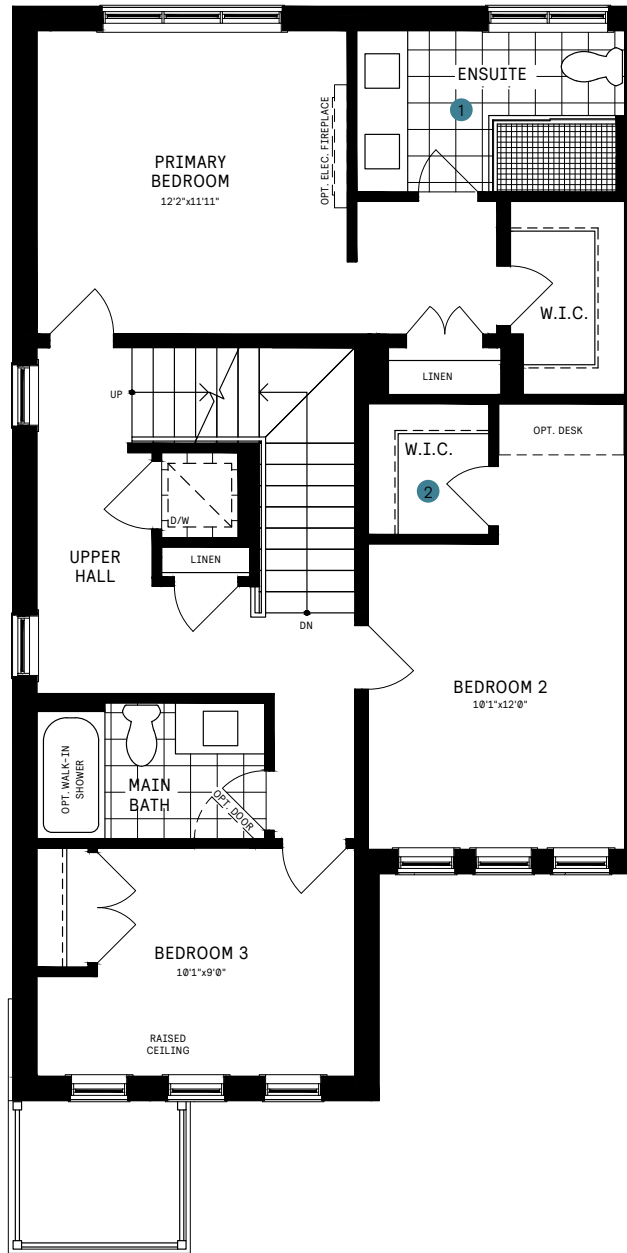 ENSUITE
1
OPT. ELEC. FIREPLACE
PRIMARY
BEDROOM
12'2"x11'11"
W.I.C.
LINEN
UP
OPT. DESK
W.I.C.
2
D/W
LINEN
UPPER
HALL
DN
BEDROOM 2
10'1"x12'0"
OPT. WALK-IN
SHOWER
MAIN
BATH
OPT. DOOR
BEDROOM 3
10'1"x9'0"
RAISED
CEILING